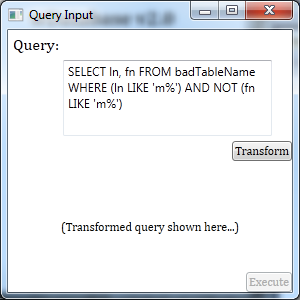 Query Input
Query:
SELECT ln, fn FROM badTableName
WHERE (ln LIKE 'm%') AND NOT (fn
LIKE 'm%')
Transform
(Transformed query shown here...)
Execute